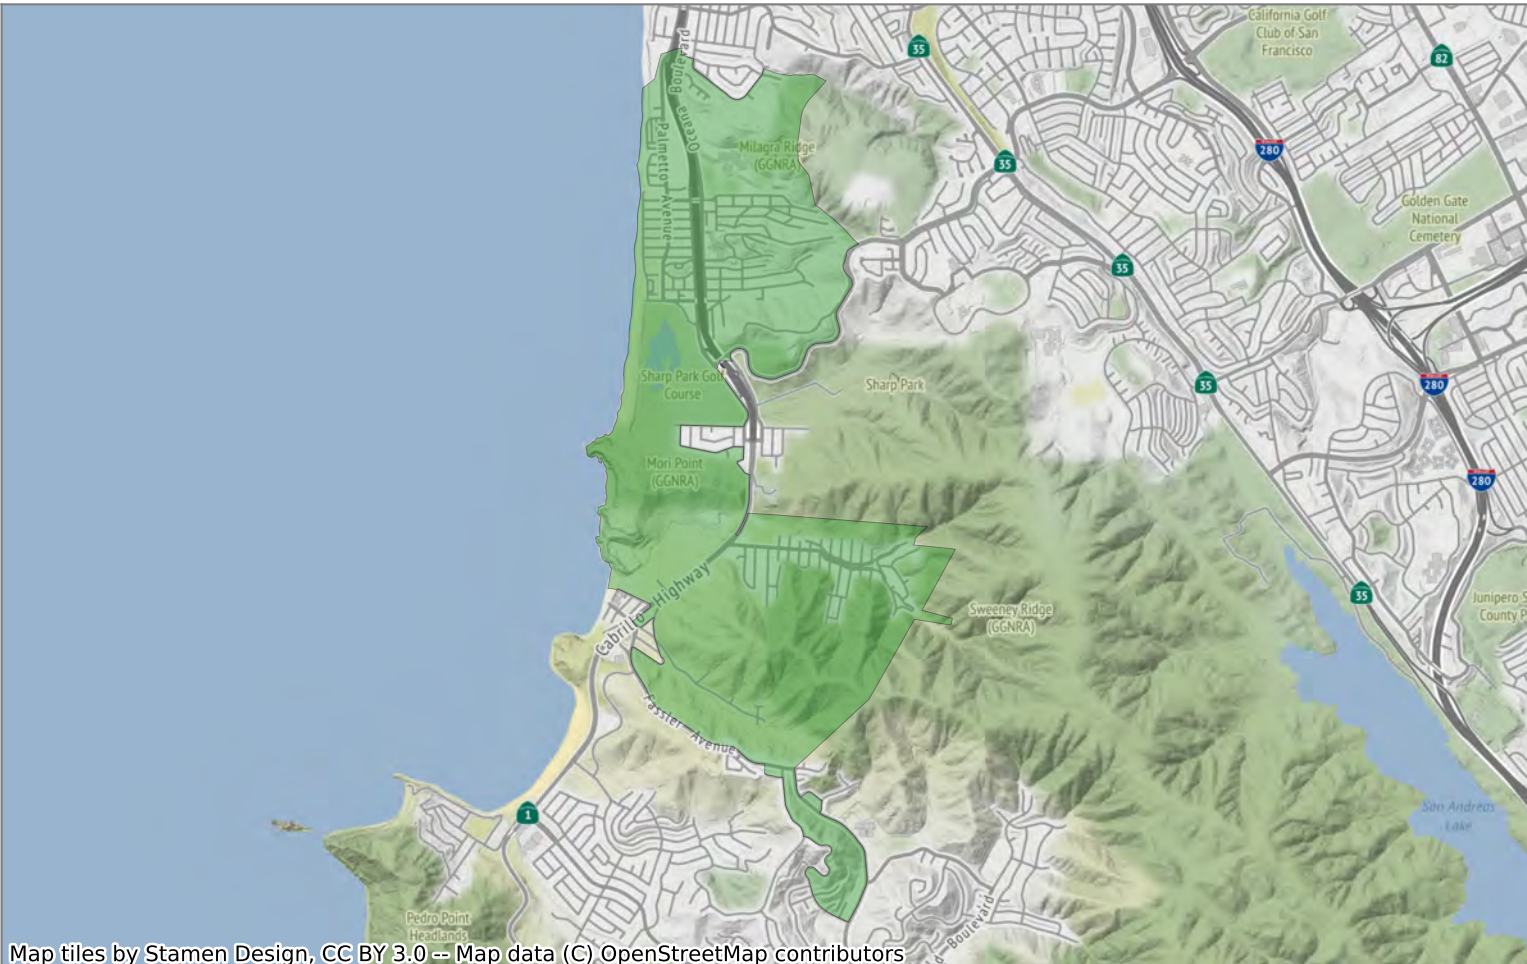 California Golf
Club of San
Francisco
35
82
Boule
vard
Oceana
Palmetto Avenue
Milagra Ridge
(GGNRA)
35
280
Golden Gate
National
Cemetery
35
Sharp Park Golf
Course
Sharp Park
35
280
Mori Point
(GGNRA)
280
Cabrillo Highway
Sweeney Ridge
(GGNRA)
35
Junipero S
County P
Fassler Avenue
1
San Andreas
Lake
Pedro Point
Headlands
d Boulevard
Map tiles by Stamen Design, CC BY 3.0 -- Map data (C) OpenStreetMap contributors